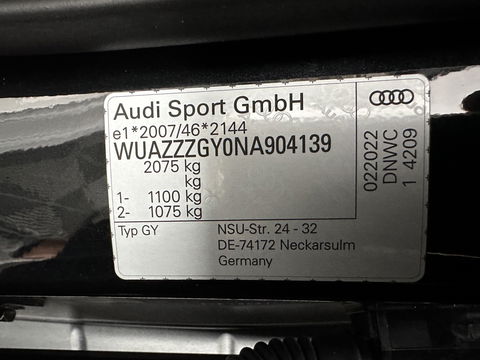 Audi Sport GmbH
e1*2007/46*2144
WUAZZZGY0NA904139
2075 kg
kg
1- 1100 kg
2- 1075 kg
Typ GY
NSU-Str. 24 - 32
DE-74172 Neckarsulm
Germany
022022
DNWC
1 4209